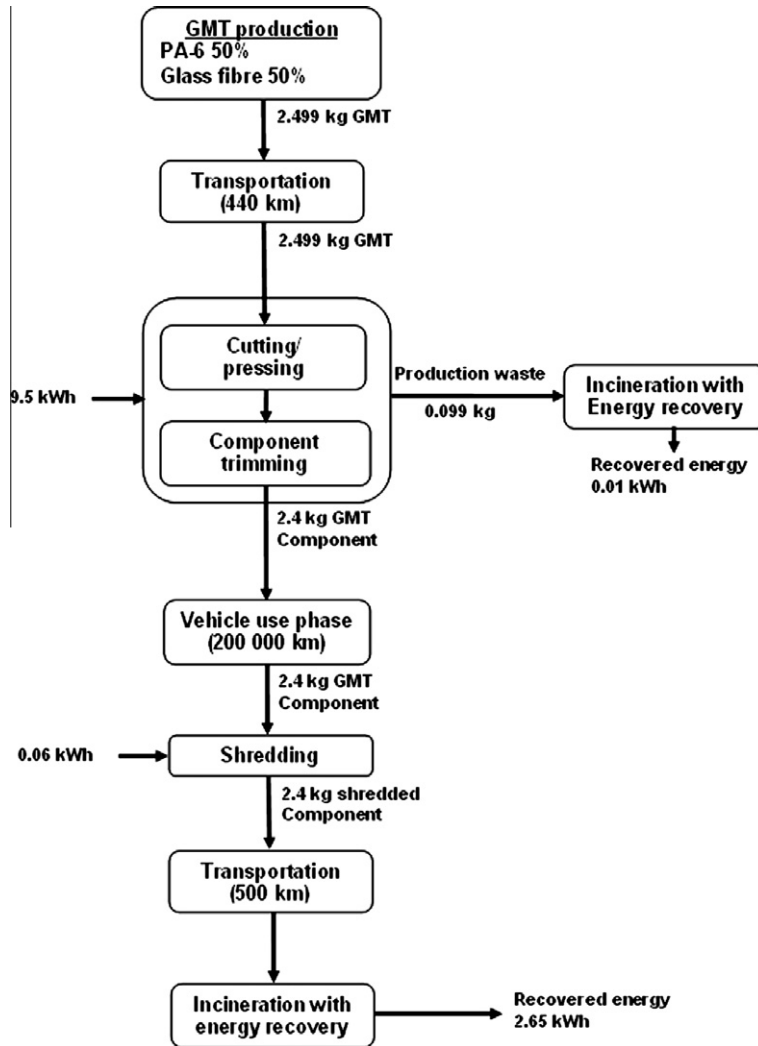 GMT production
PA-6 50%
Glass fibre 50%
2.499 kg GMT
Transportation
(440 km)
2.499 kg GMT
Cutting/
pressing
9.5 kWh
Component
trimming
Production waste
0.099 kg
Incineration with
Energy recovery
Recovered energy
0.01 kWh
2.4 kg GMT
Component
Vehicle use phase
(200 000 km)
2.4 kg GMT
Component
0.06 kWh
Shredding
2.4 kg shredded
Component
Transportation
(500 km)
Incineration with
energy recovery
Recovered energy
2.65 kWh